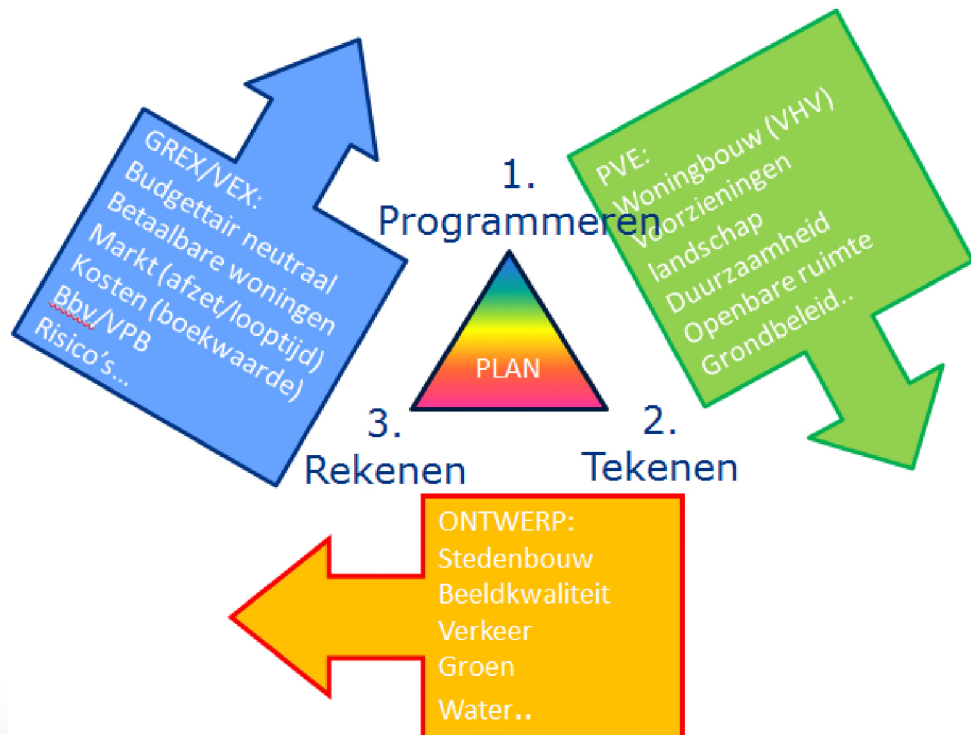 GREX/VEX:
Budgettair neutraal
Betaalbare woningen
Markt (afzet/looptijd)
Kosten (boekwaarde)
Bbv/VPB
Risico's...
1.
Programmeren
PVE:
Woningbouw (VHV)
Voorzieningen
landschap
Duurzaamheid
Openbare ruimte
Grondbeleid..
PLAN
3.
Rekenen
2.
Tekenen
ONTWERP:
Stedenbouw
Beeldkwaliteit
Verkeer
Groen
Water..